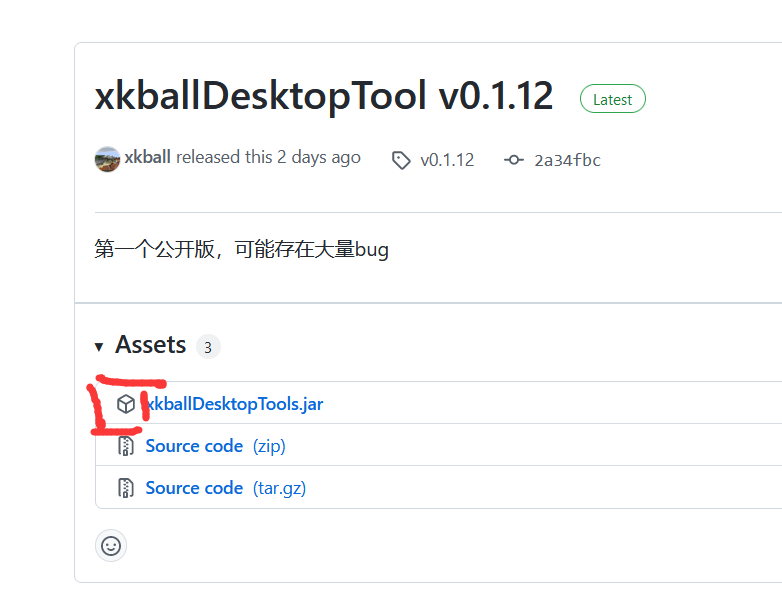 xkballDesktopTool v0.1.12 Latest
xkball released this 2 days ago v0.1.12 2a34fbc
第一个公开版，可能存在大量bug
Assets 3
xkballDesktopTools.jar
Source code (zip)
Source code (tar.gz)